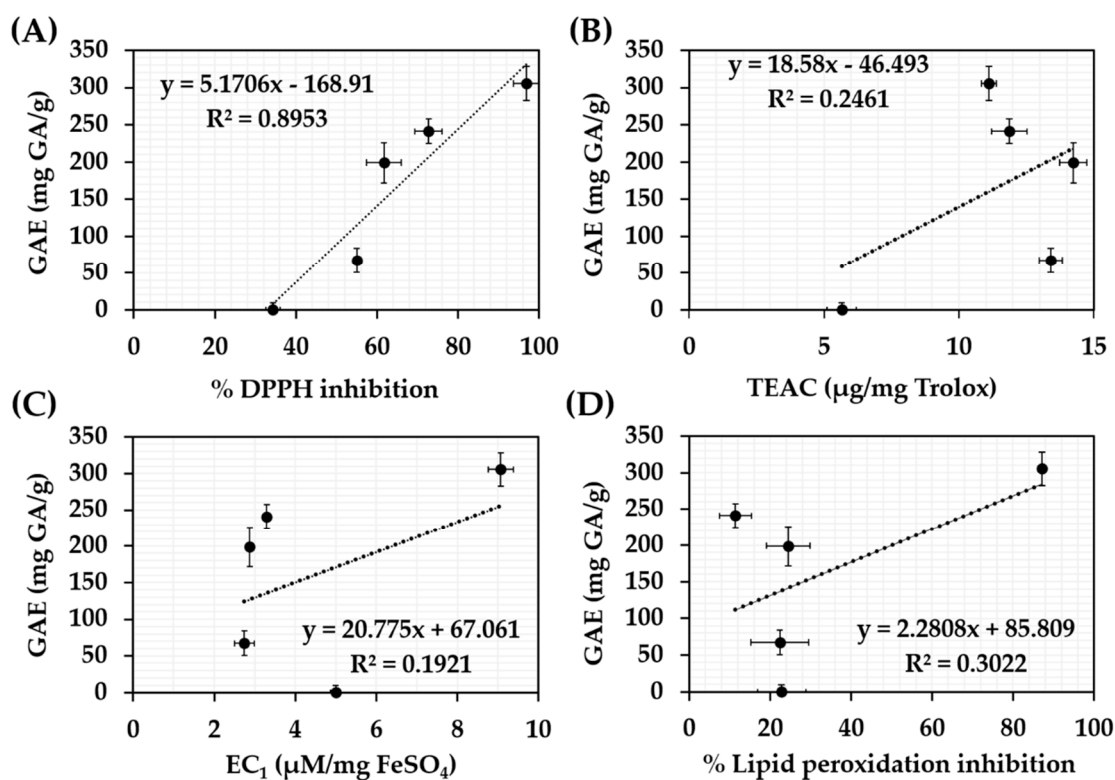 (A)
GAE (mg GA/g)
350
300
250
200
150
100
50
0
y = 5.1706x - 168.91
R² = 0.8953
0 20 40 60 80 100
% DPPH inhibition
(B)
GAE (mg GA/g)
350
300
250
200
150
100
50
0
y = 18.58x - 46.493
R² = 0.2461
0 5 10 15
TEAC (µg/mg Trolox)
(C)
GAE (mg GA/g)
350
300
250
200
150
100
50
0
y = 20.775x + 67.061
R² = 0.1921
0 2 4 6 8 10
EC₁ (µM/mg FeSO₄)
(D)
GAE (mg GA/g)
350
300
250
200
150
100
50
0
y = 2.2808x + 85.809
R² = 0.3022
0 20 40 60 80 100
% Lipid peroxidation inhibition